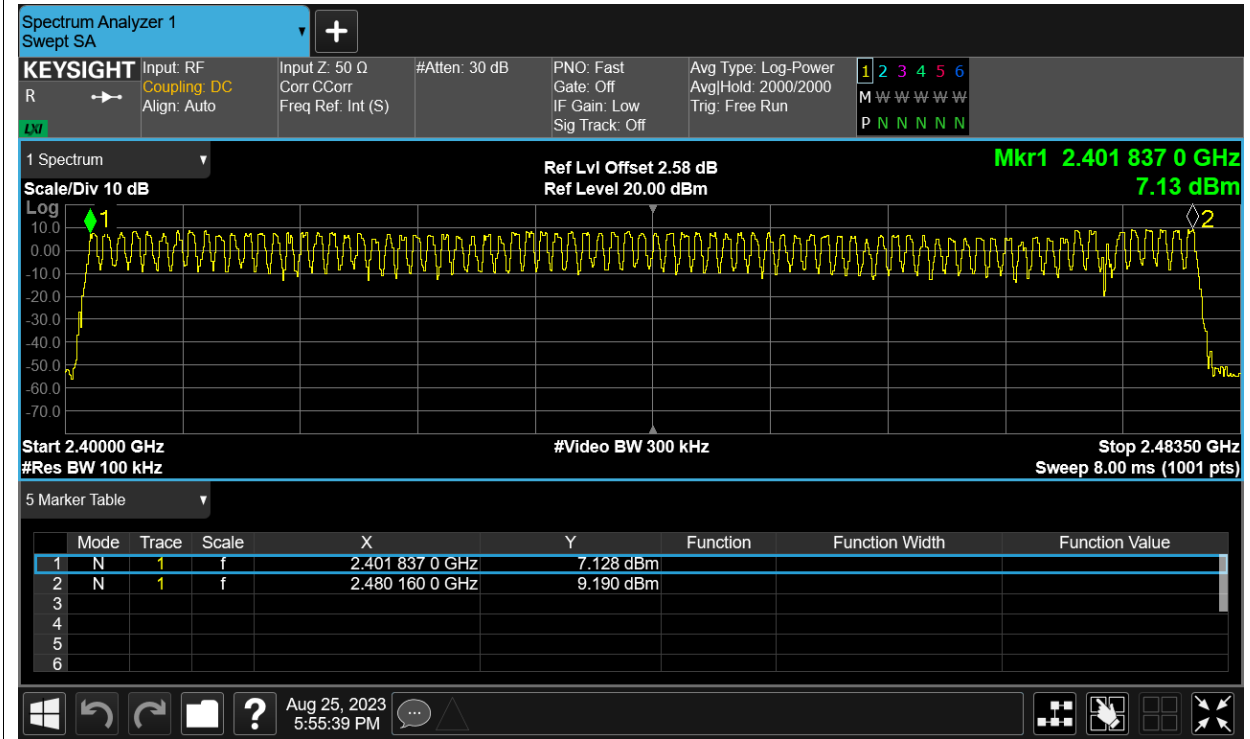 Spectrum Analyzer 1
Swept SA
+
KEYSIGHT Input: RF Input Z: 50 Ω #Atten: 30 dB PNO: Fast Avg Type: Log-Power 1 2 3 4 5 6
R Coupling: DC Corr CCorr Gate: Off Avg|Hold: 2000/2000 M W W W W W
Align: Auto Freq Ref: Int (S) IF Gain: Low Trig: Free Run
LXI Sig Track: Off P N N N N N
1 Spectrum Ref Lvl Offset 2.58 dB Mkr1 2.401 837 0 GHz
Scale/Div 10 dB Ref Level 20.00 dBm 7.13 dBm
Log 1 2
10.0
0.00
-10.0
-20.0
-30.0
-40.0
-50.0
-60.0
-70.0
Start 2.40000 GHz #Video BW 300 kHz Stop 2.48350 GHz
#Res BW 100 kHz Sweep 8.00 ms (1001 pts)
5 Marker Table
Mode Trace Scale X Y Function Function Width Function Value
1 N 1 f 2.401 837 0 GHz 7.128 dBm
2 N 1 f 2.480 160 0 GHz 9.190 dBm
3
4
5
6
? Aug 25, 2023
5:55:39 PM